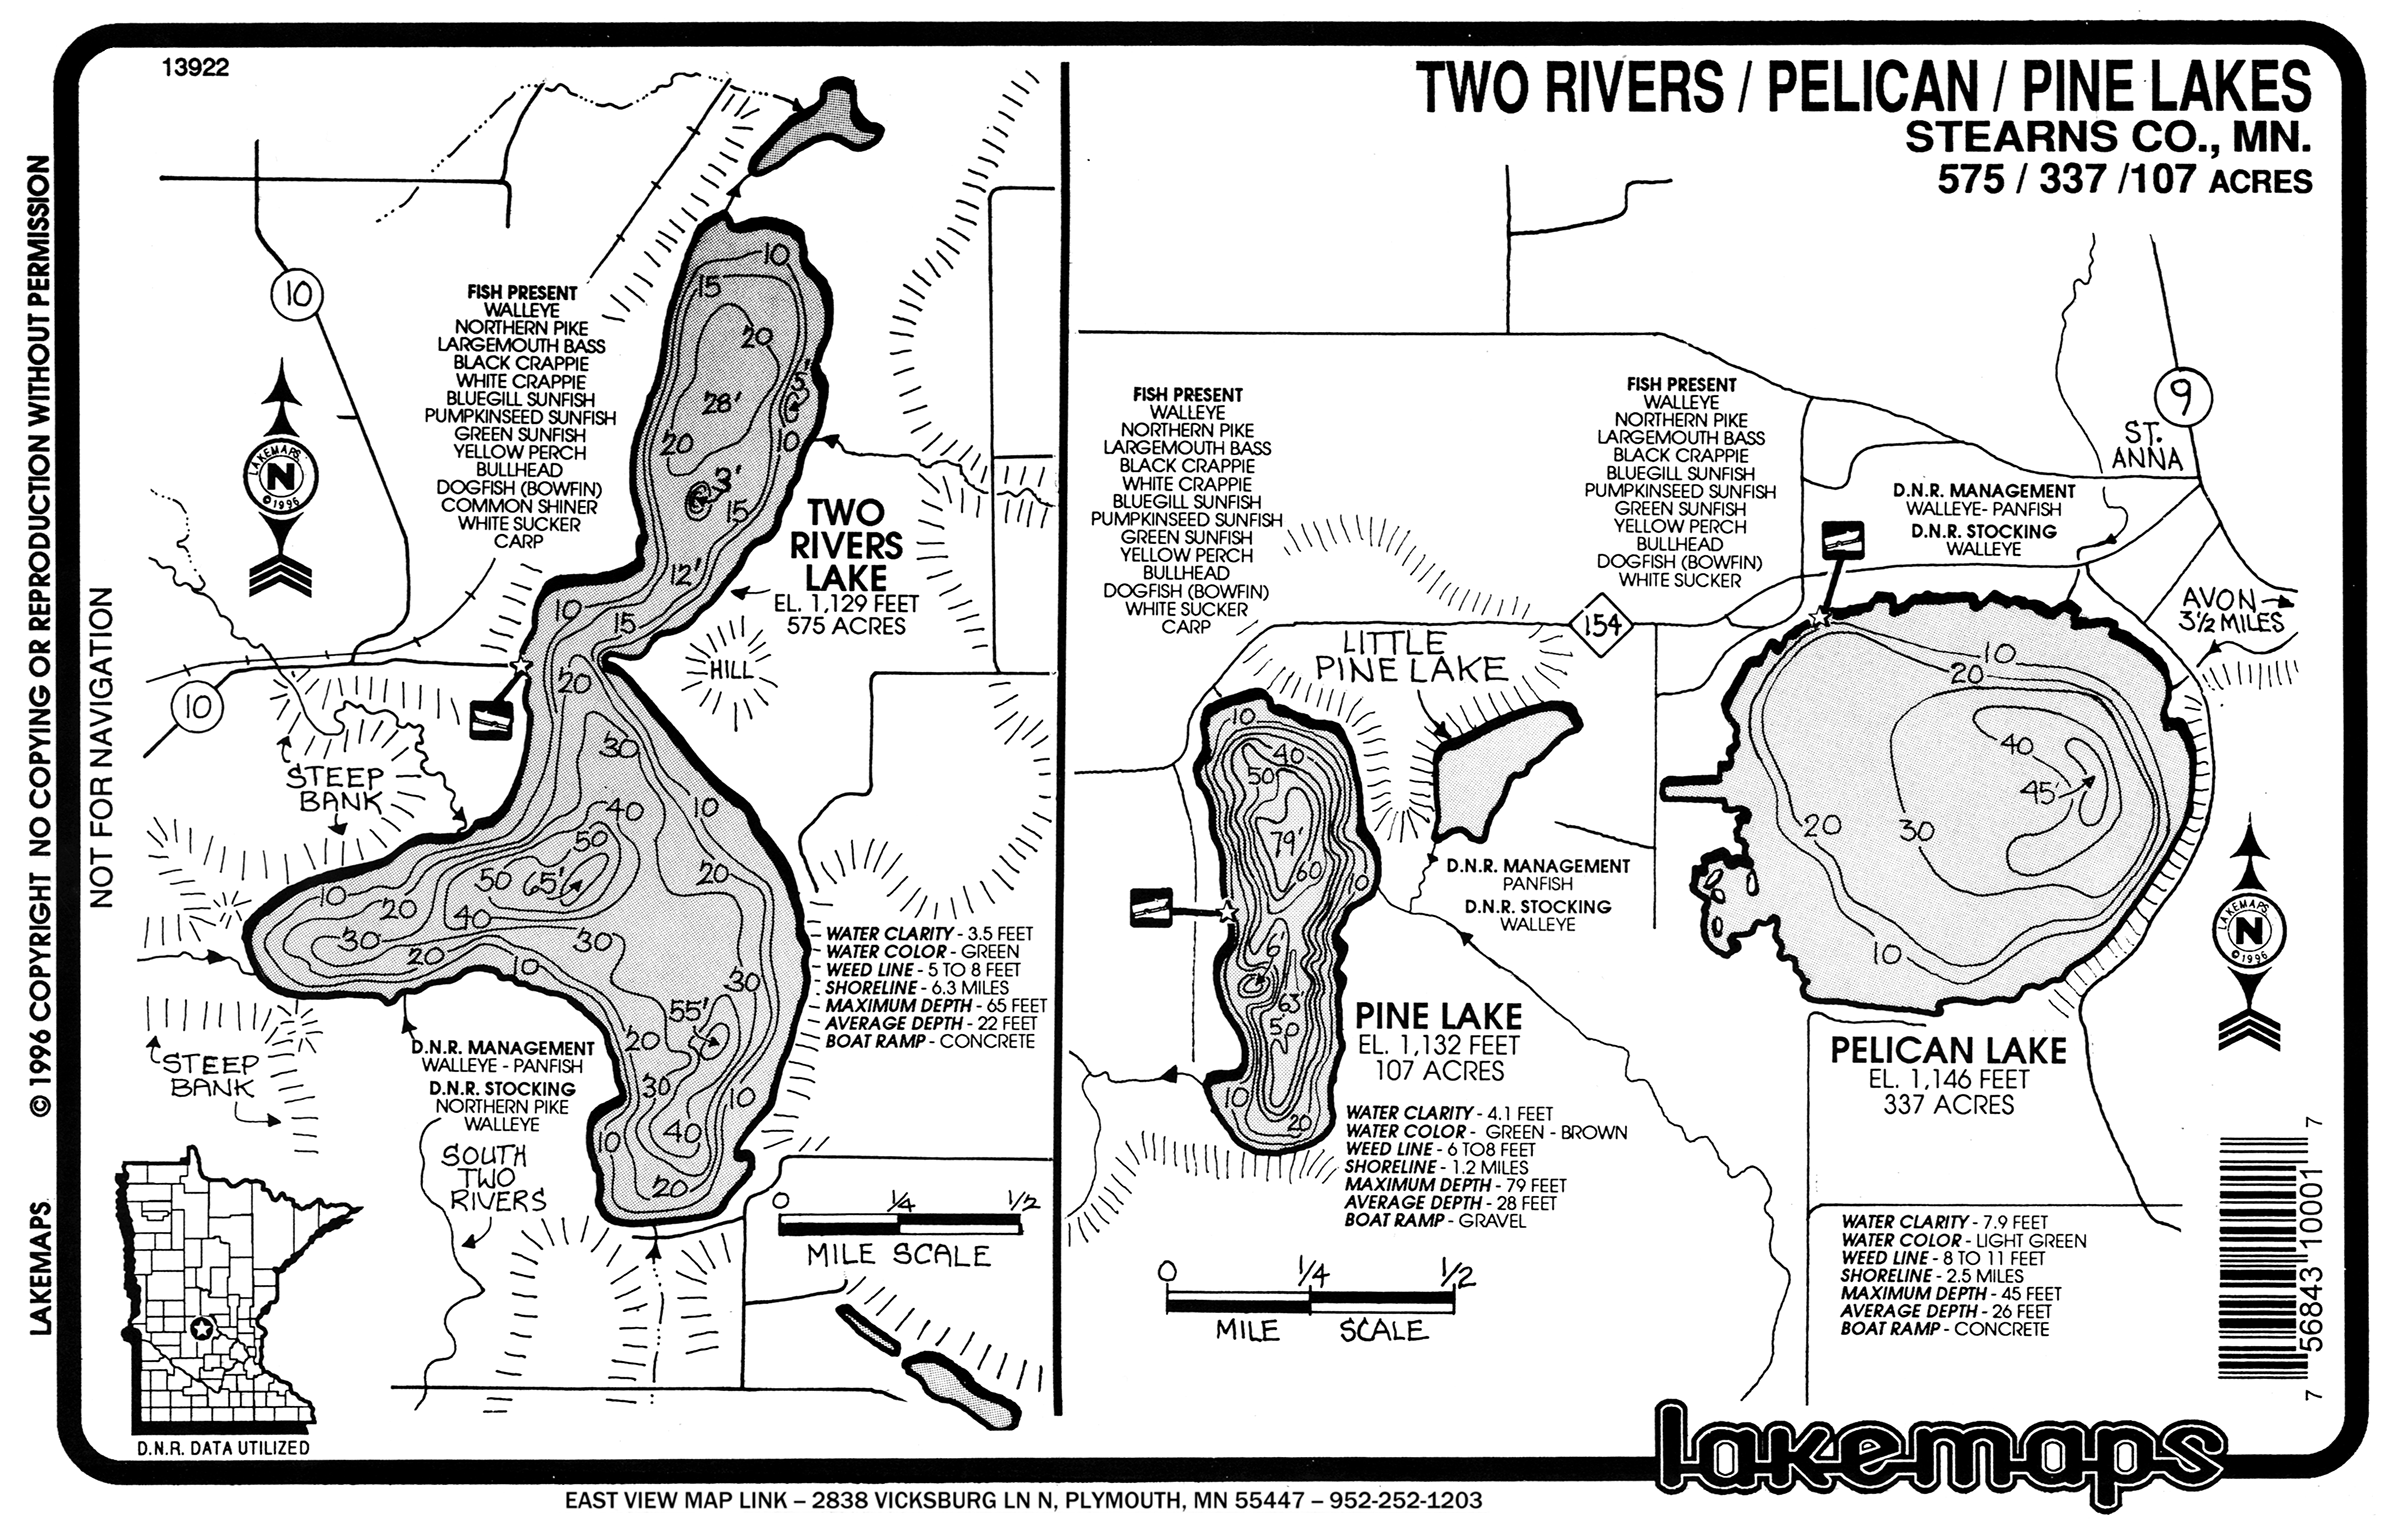 13922
TWO RIVERS / PELICAN / PINE LAKES
STEARNS CO., MN.
575 / 337 /107 ACRES
© 1996 COPYRIGHT NO COPYING OR REPRODUCTION WITHOUT PERMISSION
LAKEMAPS
NOT FOR NAVIGATION
10
10
LAKEMAPS
N
©1996
FISH PRESENT
WALLEYE
NORTHERN PIKE
LARGEMOUTH BASS
BLACK CRAPPIE
WHITE CRAPPIE
BLUEGILL SUNFISH
PUMPKINSEED SUNFISH
GREEN SUNFISH
YELLOW PERCH
BULLHEAD
DOGFISH (BOWFIN)
COMMON SHINER
WHITE SUCKER
CARP
10
15
20
5'
28'
20
10
3'
15
12'
10
15
20
30
10
40
50
20
50 65'
10
20
40
30
30
20
10
30
55'
20
30
10
10
40
20
TWO
RIVERS
LAKE
EL. 1,129 FEET
575 ACRES
HILL
STEEP
BANK
STEEP
BANK
WATER CLARITY - 3.5 FEET
WATER COLOR - GREEN
WEED LINE - 5 TO 8 FEET
SHORELINE - 6.3 MILES
MAXIMUM DEPTH - 65 FEET
AVERAGE DEPTH - 22 FEET
BOAT RAMP - CONCRETE
D.N.R. MANAGEMENT
WALLEYE - PANFISH
D.N.R. STOCKING
NORTHERN PIKE
WALLEYE
SOUTH
TWO
RIVERS
0 1/4 1/2
MILE SCALE
D.N.R. DATA UTILIZED
FISH PRESENT
WALLEYE
NORTHERN PIKE
LARGEMOUTH BASS
BLACK CRAPPIE
WHITE CRAPPIE
BLUEGILL SUNFISH
PUMPKINSEED SUNFISH
GREEN SUNFISH
YELLOW PERCH
BULLHEAD
DOGFISH (BOWFIN)
WHITE SUCKER
CARP
LITTLE
PINE LAKE
154
10
40
50
79'
60
10
6'
63'
50
10
20
D.N.R. MANAGEMENT
PANFISH
D.N.R. STOCKING
WALLEYE
PINE LAKE
EL. 1,132 FEET
107 ACRES
WATER CLARITY - 4.1 FEET
WATER COLOR - GREEN - BROWN
WEED LINE - 6 TO8 FEET
SHORELINE - 1.2 MILES
MAXIMUM DEPTH - 79 FEET
AVERAGE DEPTH - 28 FEET
BOAT RAMP - GRAVEL
0 1/4 1/2
MILE SCALE
FISH PRESENT
WALLEYE
NORTHERN PIKE
LARGEMOUTH BASS
BLACK CRAPPIE
BLUEGILL SUNFISH
PUMPKINSEED SUNFISH
GREEN SUNFISH
YELLOW PERCH
BULLHEAD
DOGFISH (BOWFIN)
WHITE SUCKER
D.N.R. MANAGEMENT
WALLEYE- PANFISH
D.N.R. STOCKING
WALLEYE
9
ST.
ANNA
AVON
3 1/2 MILES
10
20
40
45'
20
30
10
PELICAN LAKE
EL. 1,146 FEET
337 ACRES
LAKEMAPS
N
©1996
WATER CLARITY - 7.9 FEET
WATER COLOR - LIGHT GREEN
WEED LINE - 8 TO 11 FEET
SHORELINE - 2.5 MILES
MAXIMUM DEPTH - 45 FEET
AVERAGE DEPTH - 26 FEET
BOAT RAMP - CONCRETE
7 56843 10001 7
lakemaps
EAST VIEW MAP LINK – 2838 VICKSBURG LN N, PLYMOUTH, MN 55447 – 952-252-1203